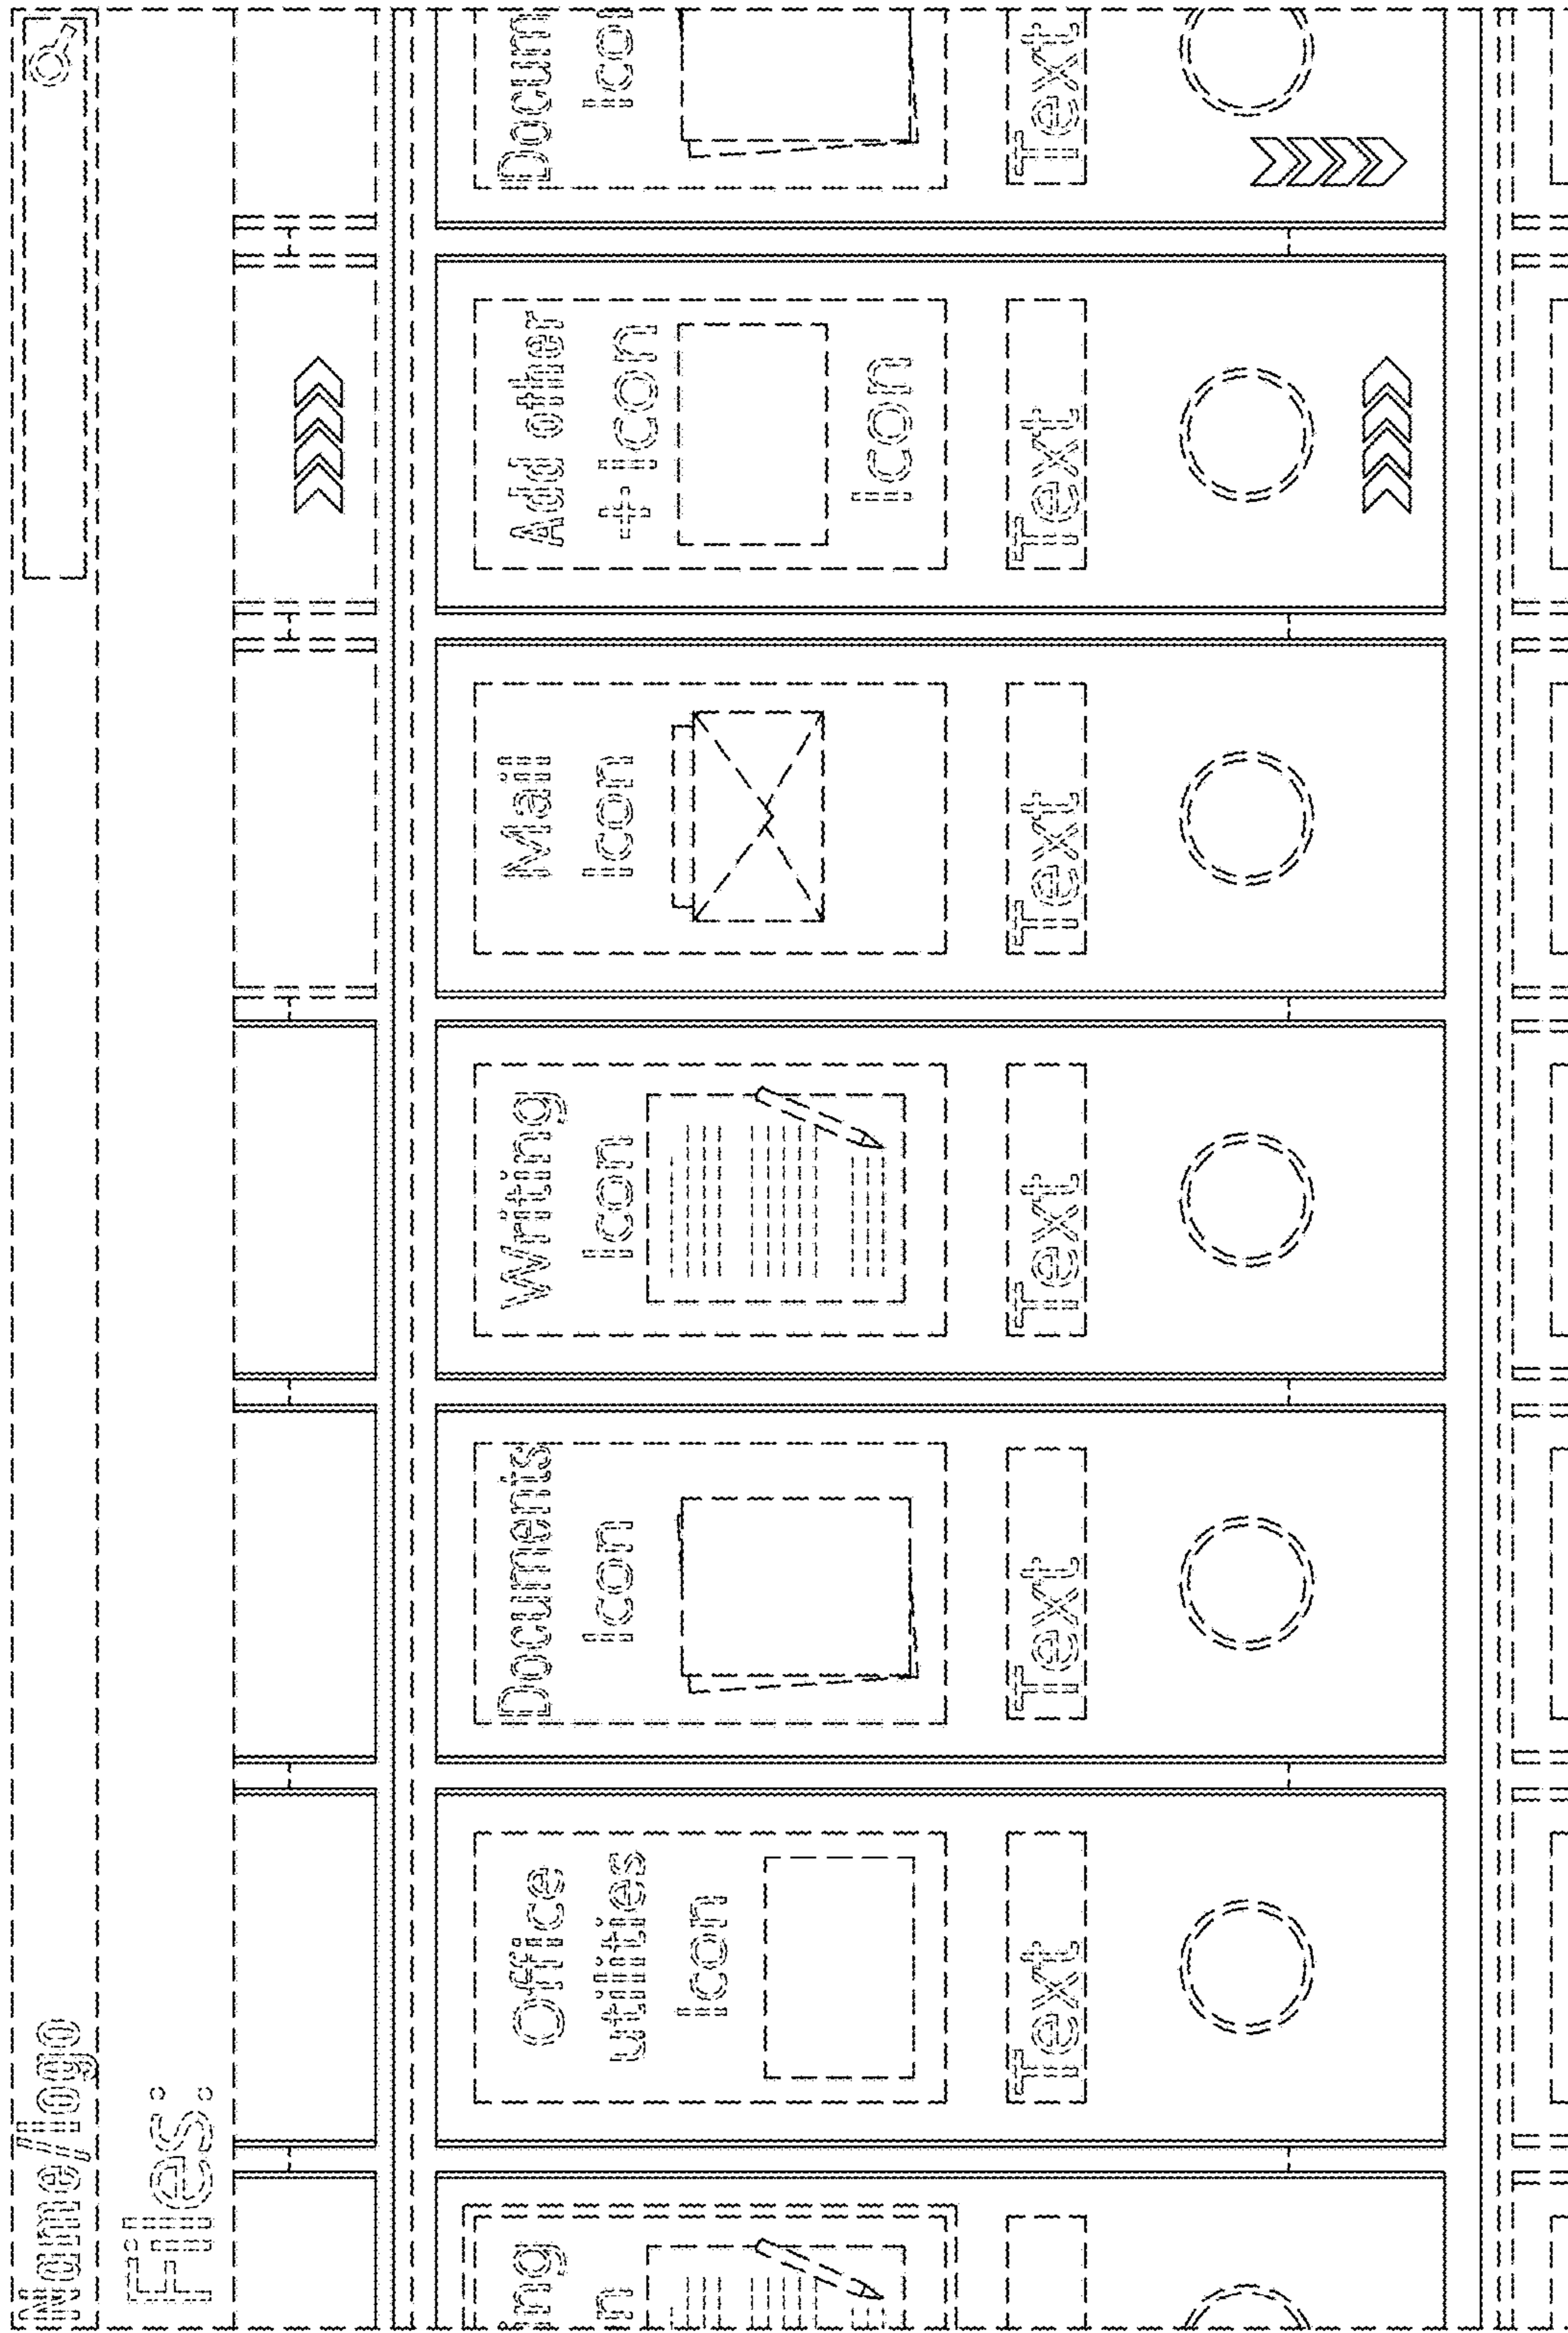 Name/logo
Files:
ing
n
Office
utilities
Icon
Text
Documents
Icon
Text
Writing
Icon
Text
Mail
Icon
Text
Add other
+ Icon
Icon
Text
Docum
Icon
Text